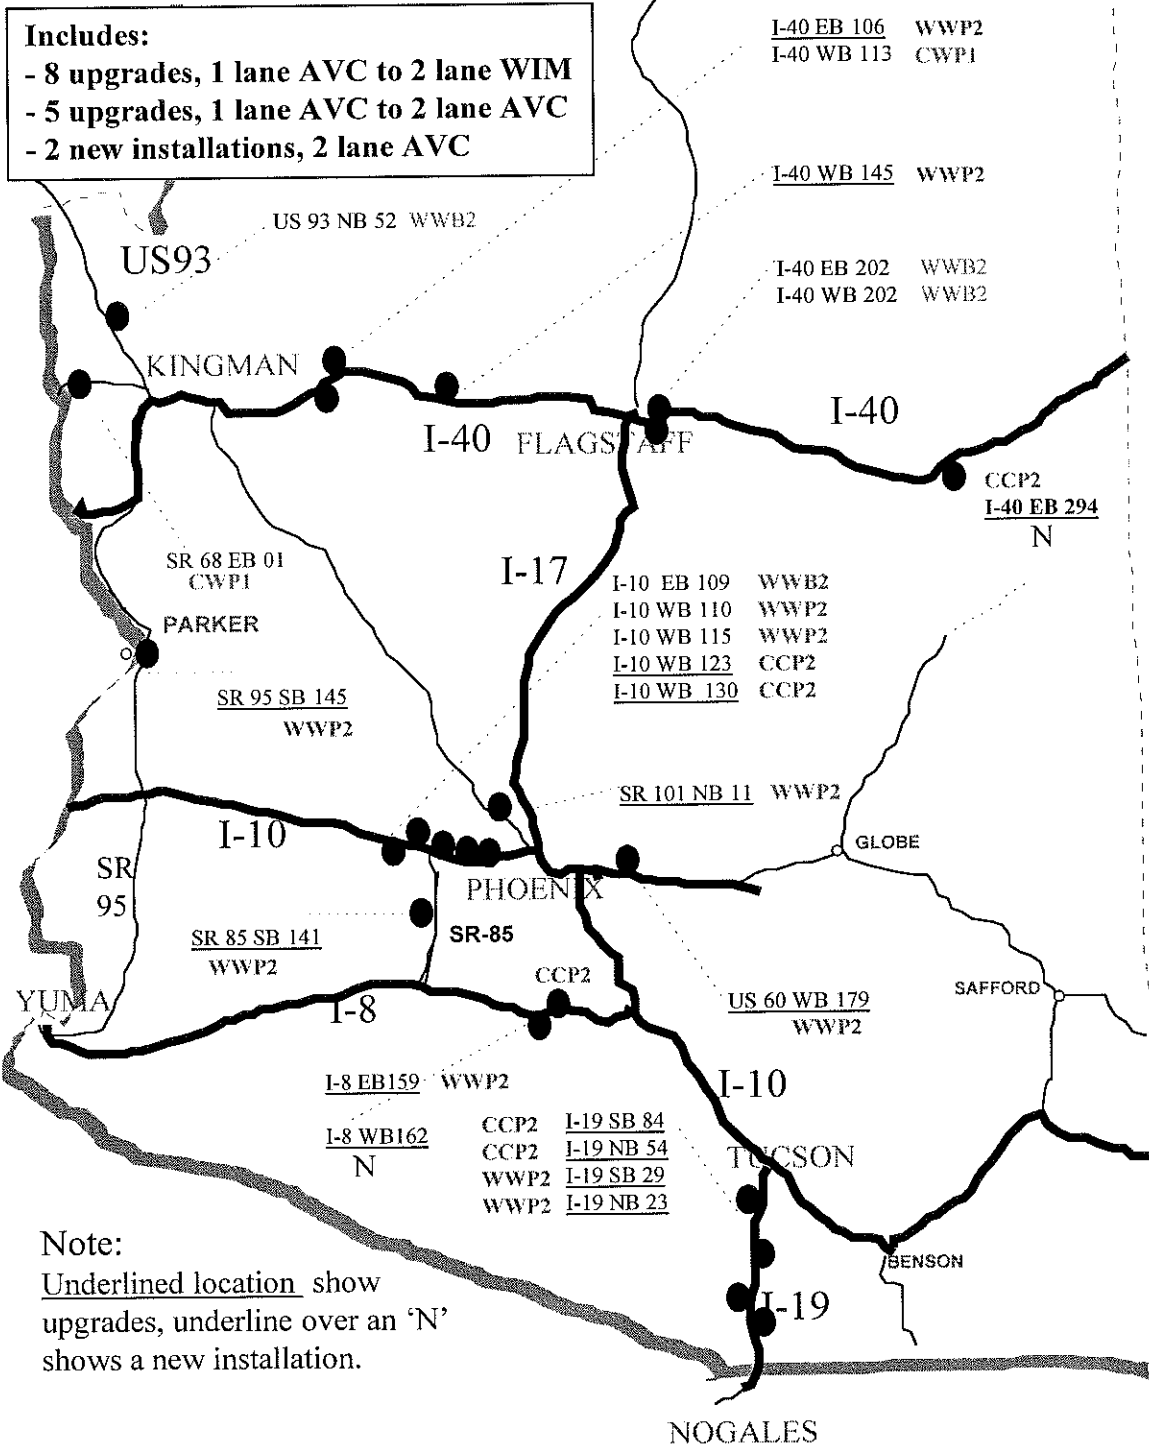 Includes:
- 8 upgrades, 1 lane AVC to 2 lane WIM
- 5 upgrades, 1 lane AVC to 2 lane AVC
- 2 new installations, 2 lane AVC
I-40 EB 106 WWP2
I-40 WB 113 CWP1
I-40 WB 145 WWP2
US 93 NB 52 WWB2
US93
I-40 EB 202 WWB2
I-40 WB 202 WWB2
KINGMAN
I-40
FLAGSTAFF
I-40
CCP2
I-40 EB 294
N
SR 68 EB 01
CWP1
I-17
I-10 EB 109 WWB2
I-10 WB 110 WWP2
I-10 WB 115 WWP2
I-10 WB 123 CCP2
I-10 WB 130 CCP2
PARKER
SR 95 SB 145
WWP2
SR 101 NB 11 WWP2
I-10
GLOBE
SR
95
PHOENIX
SR 85 SB 141
WWP2
SR-85
CCP2
YUMA
I-8
US 60 WB 179
WWP2
SAFFORD
I-8 EB159 WWP2
I-10
I-8 WB162
N
CCP2 I-19 SB 84
CCP2 I-19 NB 54
WWP2 I-19 SB 29
WWP2 I-19 NB 23
TUCSON
BENSON
Note:
Underlined location show
upgrades, underline over an ‘N’
shows a new installation.
I-19
NOGALES